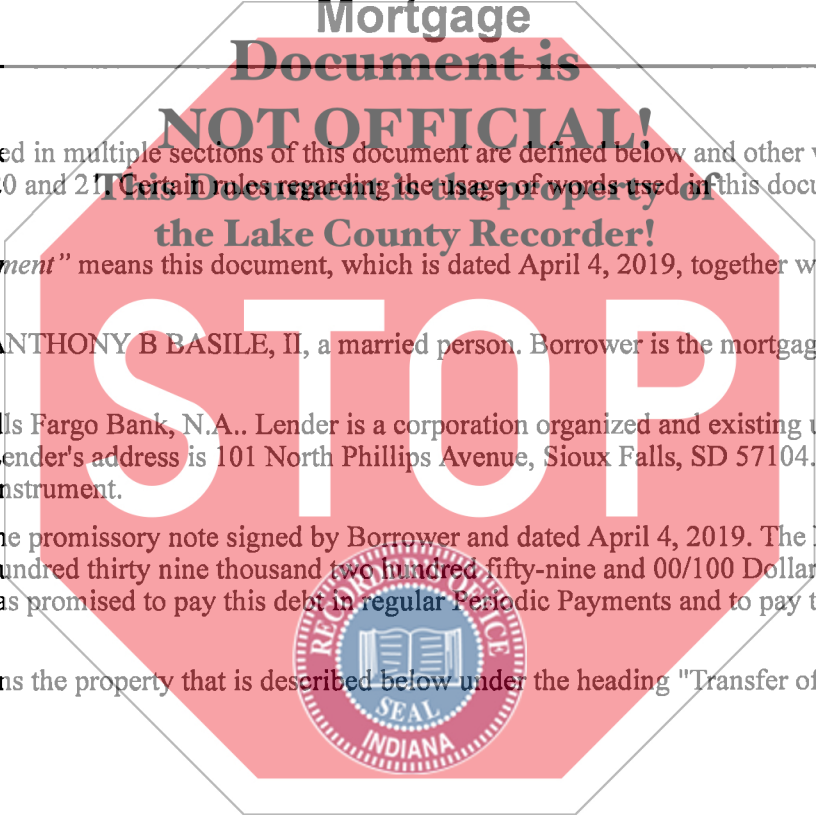 Mortgage
Document is
NOT OFFICIAL!
ed in multiple sections of this document are defined below and other
0 and 21. Certain rules regarding the usage of words used in this docu
This Document is the property of
the Lake County Recorder!
ment" means this document, which is dated April 4, 2019, together w
ANTHONY B BASILE, II, a married person. Borrower is the mortgag
STOP
ls Fargo Bank, N.A.. Lender is a corporation organized and existing u
ender's address is 101 North Phillips Avenue, Sioux Falls, SD 57104.
nstrument.
e promissory note signed by Borrower and dated April 4, 2019. The
undred thirty nine thousand two hundred fifty-nine and 00/100 Dollar
as promised to pay this debt in regular Periodic Payments and to pay t
ns the property that is described below under the heading "Transfer of
RECORDER'S OFFICE
SEAL
INDIANA